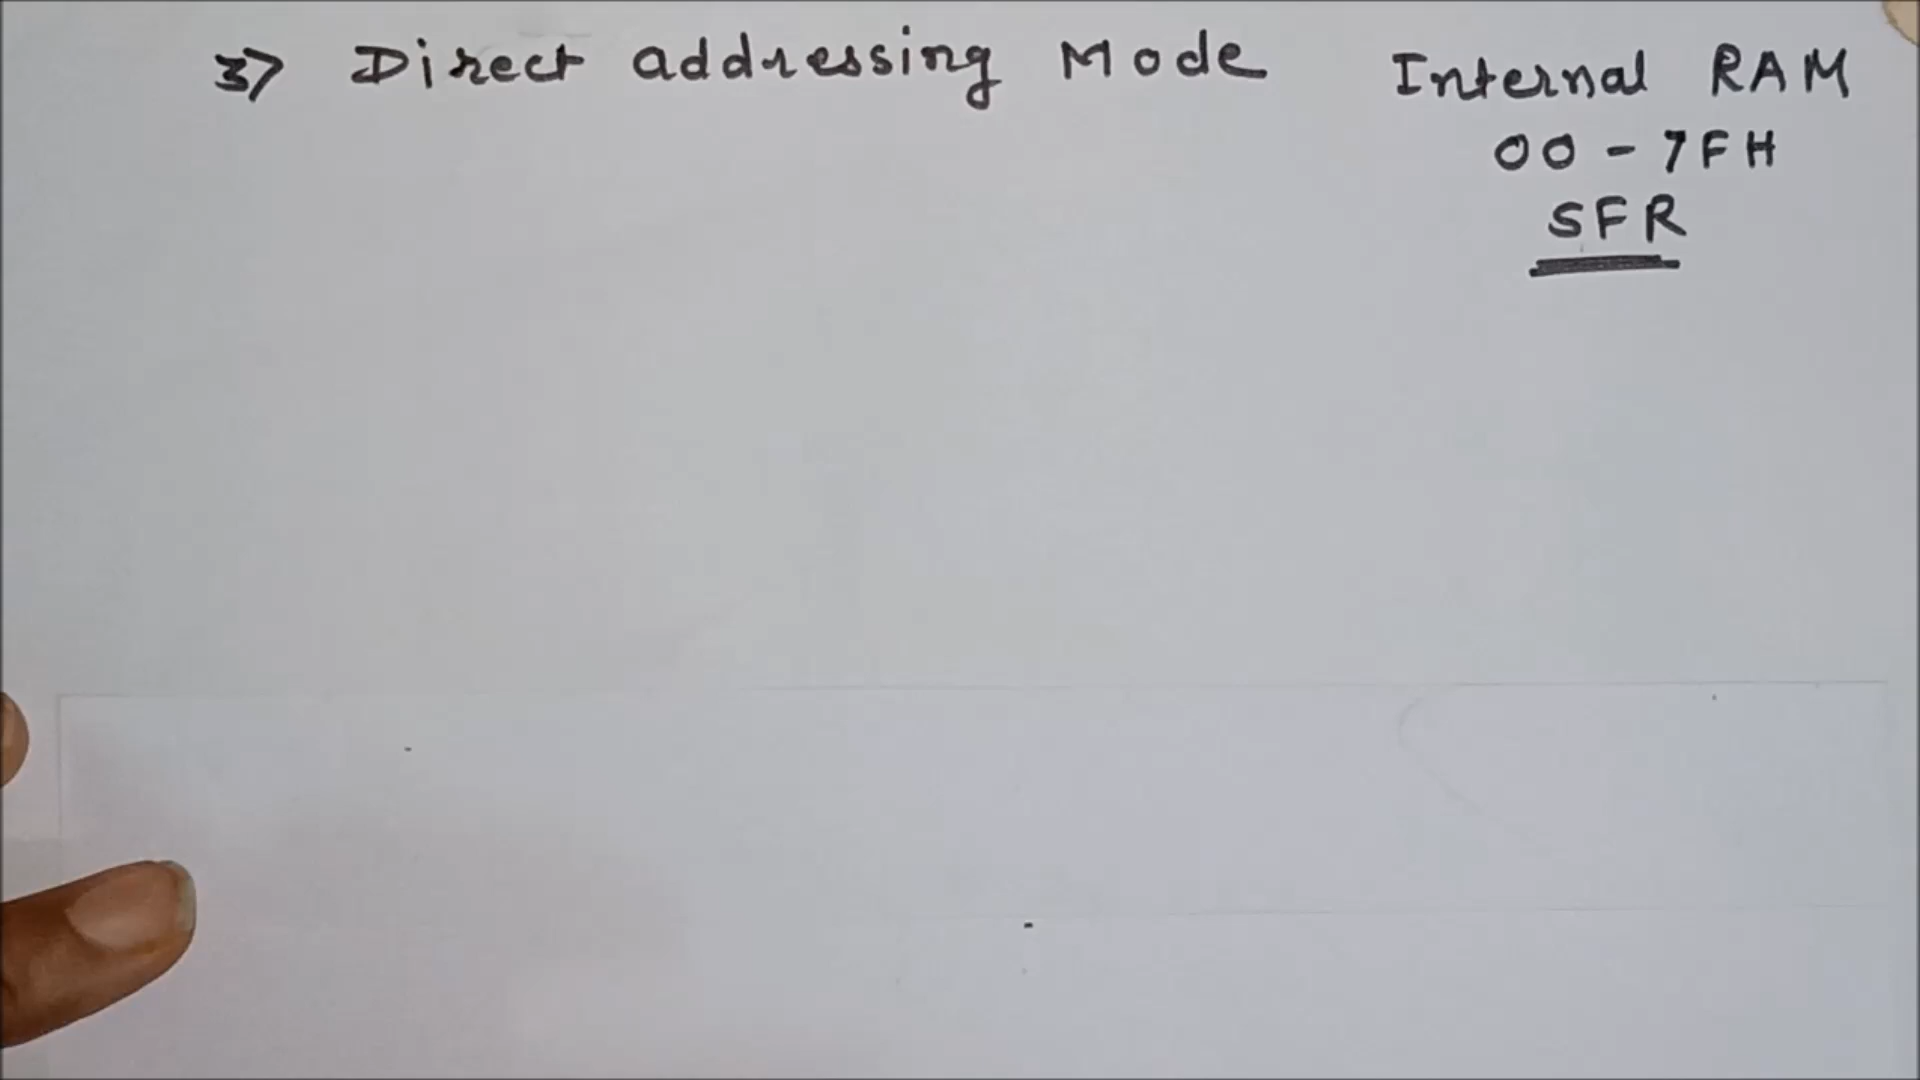 3) Direct addressing Mode
Internal RAM
00 - 7FH
SFR